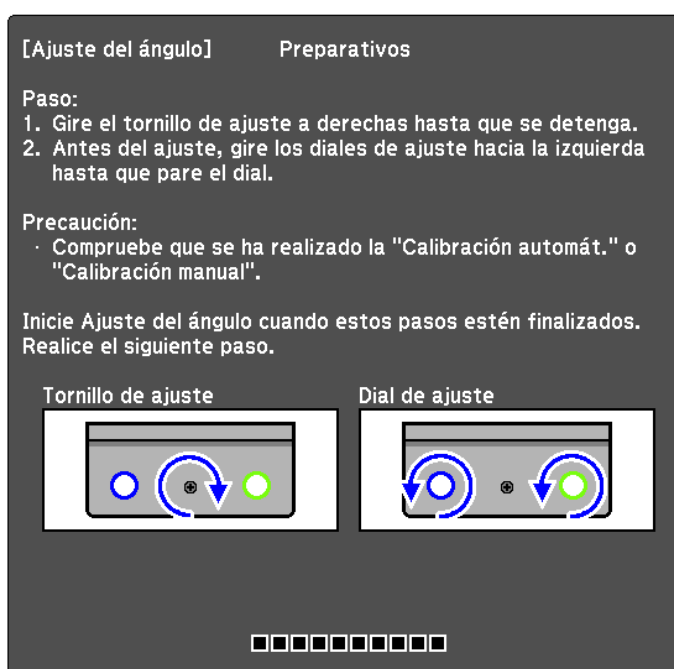 [Ajuste del ángulo] Preparativos
Paso:
1. Gire el tornillo de ajuste a derechas hasta que se detenga.
2. Antes del ajuste, gire los diales de ajuste hacia la izquierda
hasta que pare el dial.
Precaución:
· Compruebe que se ha realizado la "Calibración automát." o
"Calibración manual".
Inicie Ajuste del ángulo cuando estos pasos estén finalizados.
Realice el siguiente paso.
Tornillo de ajuste Dial de ajuste